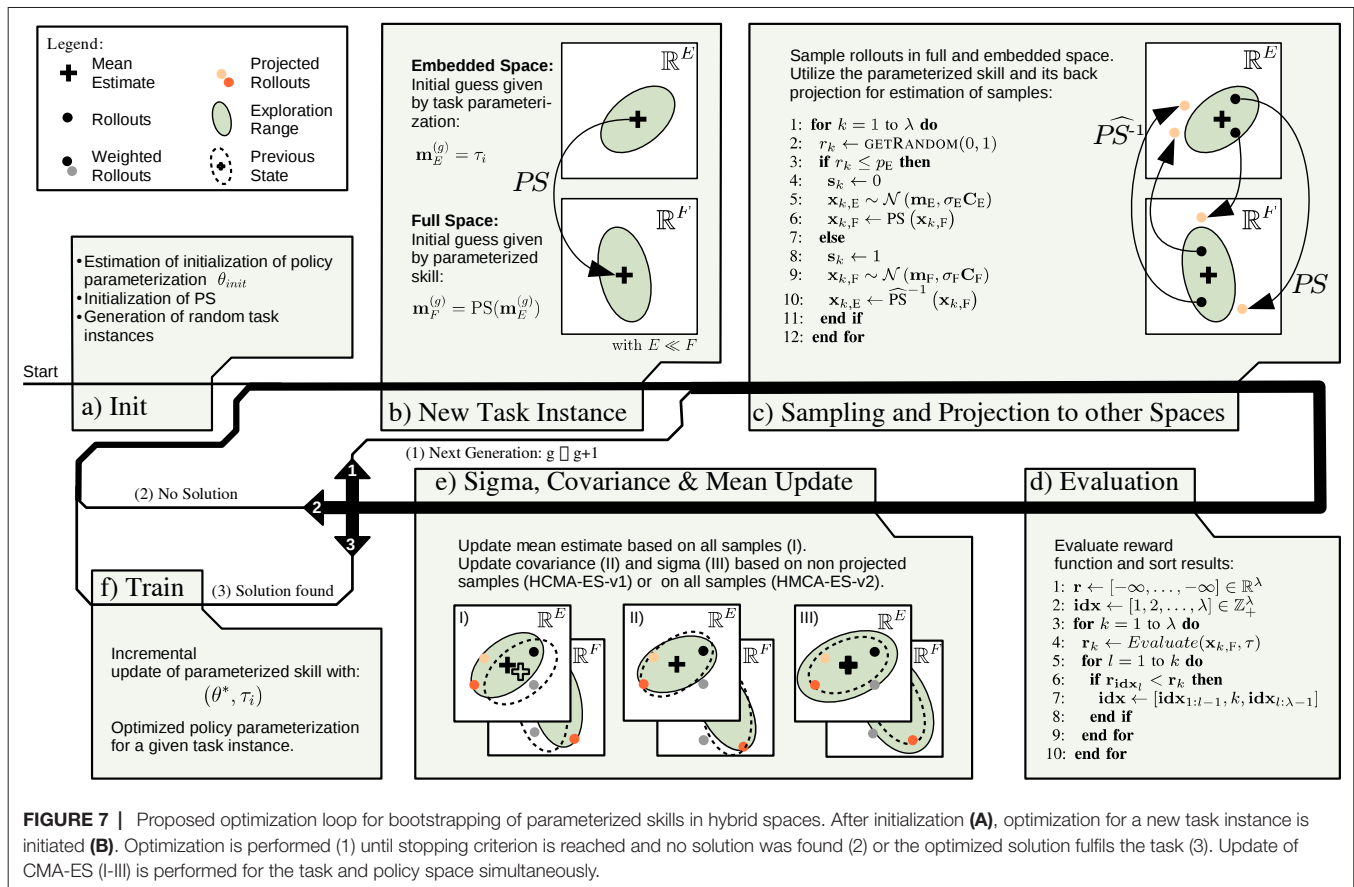 Legend:
Mean
Estimate
Rollouts
Weighted
Rollouts
Projected
Rollouts
Exploration
Range
Previous
State
•Estimation of initialization of policy
parameterization θ_init
•Initialization of PS
•Generation of random task
instances
Start
a) Init
Embedded Space:
Initial guess given
by task parameteri-
zation:
m_E^(g) = τ_i
Full Space:
Initial guess given
by parameterized
skill:
m_F^(g) = PS(m_E^(g))
ℝ^E
PS
ℝ^F
with E ≪ F
b) New Task Instance
Sample rollouts in full and embedded space.
Utilize the parameterized skill and its back
projection for estimation of samples:
1: for k = 1 to λ do
2: r_k ← GETRANDOM(0, 1)
3: if r_k ≤ p_E then
4: s_k ← 0
5: x_{k,E} ∼ 𝒩 (m_E, σ_E C_E)
6: x_{k,F} ← PS (x_{k,F})
7: else
8: s_k ← 1
9: x_{k,F} ∼ 𝒩 (m_F, σ_F C_F)
10: x_{k,E} ← \widehat{PS}^{-1} (x_{k,F})
11: end if
12: end for
ℝ^E
\widehat{PS}^{-1}
ℝ^F
PS
c) Sampling and Projection to other Spaces
(1) Next Generation: g ▯ g+1
1
(2) No Solution
2
3
(3) Solution found
e) Sigma, Covariance & Mean Update
Update mean estimate based on all samples (I).
Update covariance (II) and sigma (III) based on non projected
samples (HCMA-ES-v1) or on all samples (HMCA-ES-v2).
I)
ℝ^E
ℝ^F
II)
ℝ^E
ℝ^F
III)
ℝ^E
ℝ^F
d) Evaluation
Evaluate reward
function and sort results:
1: r ← [−∞, . . . , −∞] ∈ ℝ^λ
2: idx ← [1, 2, . . . , λ] ∈ ℤ_+^λ
3: for k = 1 to λ do
4: r_k ← Evaluate(x_{k,F}, τ)
5: for l = 1 to k do
6: if r_{idx_l} < r_k then
7: idx ← [idx_{1:l−1}, k, idx_{l:λ−1}]
8: end if
9: end for
10: end for
f) Train
Incremental
update of parameterized skill with:
(θ*, τ_i)
Optimized policy parameterization
for a given task instance.
FIGURE 7 | Proposed optimization loop for bootstrapping of parameterized skills in hybrid spaces. After initialization (A), optimization for a new task instance is
initiated (B). Optimization is performed (1) until stopping criterion is reached and no solution was found (2) or the optimized solution fulfils the task (3). Update of
CMA-ES (I-III) is performed for the task and policy space simultaneously.